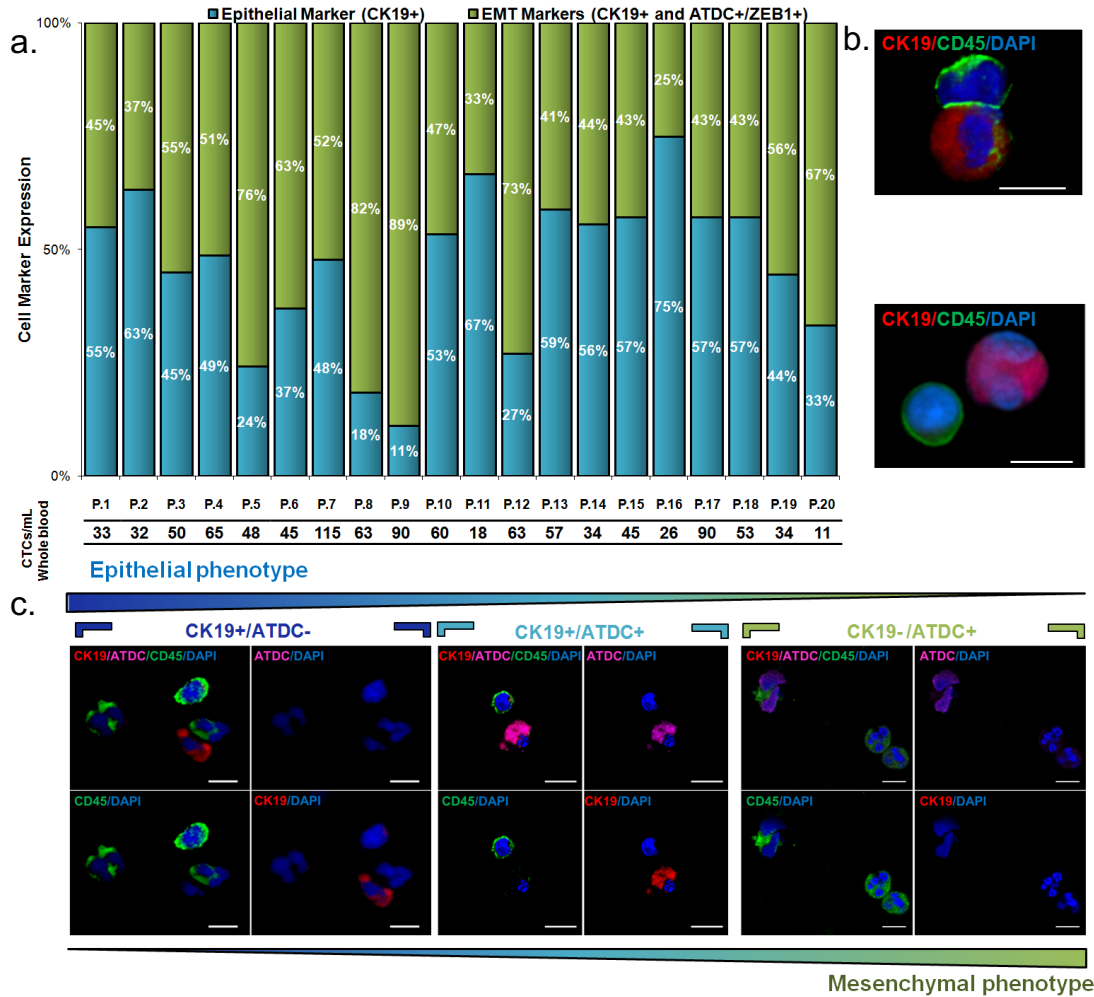 Epithelial Marker (CK19+) EMT Markers (CK19+ and ATDC+/ZEB1+)
a.
b.
100%
50%
0%
Cell Marker Expression
45% 37% 55% 51% 76% 63% 52% 82% 89% 47% 33% 73% 41% 44% 43% 25% 43% 43% 56% 67%
55% 63% 45% 49% 24% 37% 48% 18% 11% 53% 67% 27% 59% 56% 57% 75% 57% 57% 44% 33%
P.1 P.2 P.3 P.4 P.5 P.6 P.7 P.8 P.9 P.10 P.11 P.12 P.13 P.14 P.15 P.16 P.17 P.18 P.19 P.20
CTCs/mL
Whole blood
33 32 50 65 48 45 115 63 90 60 18 63 57 34 45 26 90 53 34 11
CK19/CD45/DAPI
CK19/CD45/DAPI
Epithelial phenotype
c.
CK19+/ATDC- CK19+/ATDC+ CK19-/ATDC+
CK19/ATDC/CD45/DAPI ATDC/DAPI CK19/ATDC/CD45/DAPI ATDC/DAPI CK19/ATDC/CD45/DAPI ATDC/DAPI
CD45/DAPI CK19/DAPI CD45/DAPI CK19/DAPI CD45/DAPI CK19/DAPI
Mesenchymal phenotype